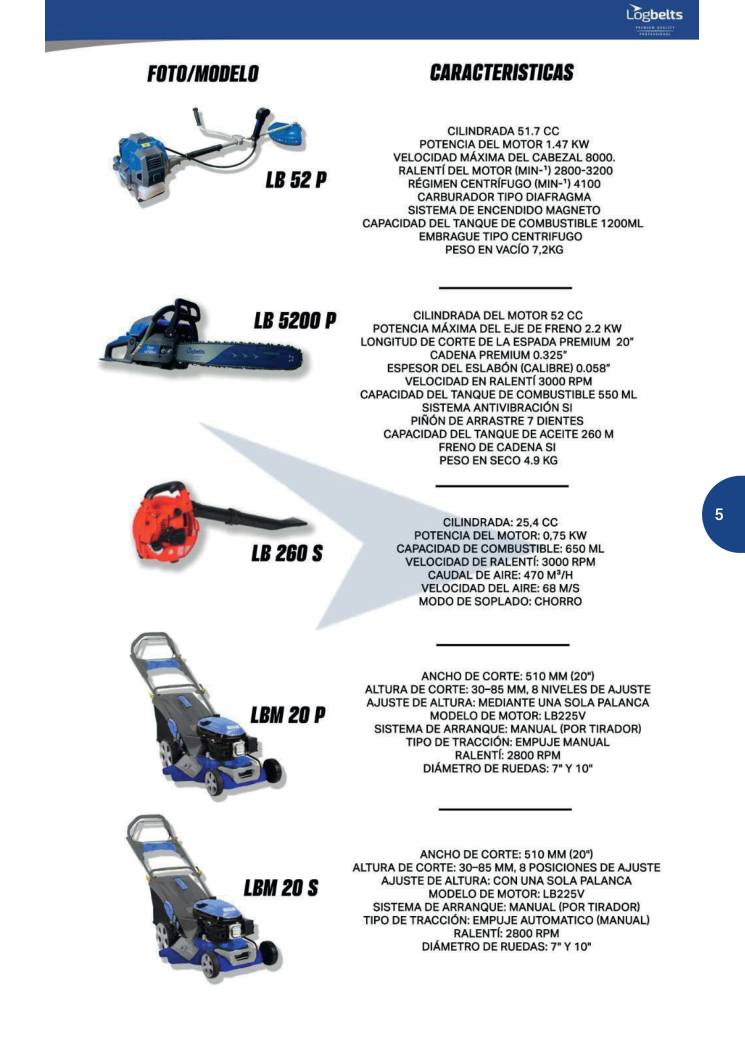 Logbelts
PREMIUM QUALITY
PROFESSIONAL
FOTO/MODELO
CARACTERISTICAS
LB 52 P
CILINDRADA 51.7 CC
POTENCIA DEL MOTOR 1.47 KW
VELOCIDAD MÁXIMA DEL CABEZAL 8000.
RALENTÍ DEL MOTOR (MIN-¹) 2800-3200
RÉGIMEN CENTRÍFUGO (MIN-¹) 4100
CARBURADOR TIPO DIAFRAGMA
SISTEMA DE ENCENDIDO MAGNETO
CAPACIDAD DEL TANQUE DE COMBUSTIBLE 1200ML
EMBRAGUE TIPO CENTRIFUGO
PESO EN VACÍO 7,2KG
LB 5200 P
Logbelts
CILINDRADA DEL MOTOR 52 CC
POTENCIA MÁXIMA DEL EJE DE FRENO 2.2 KW
LONGITUD DE CORTE DE LA ESPADA PREMIUM 20"
CADENA PREMIUM 0.325"
ESPESOR DEL ESLABÓN (CALIBRE) 0.058"
VELOCIDAD EN RALENTÍ 3000 RPM
CAPACIDAD DEL TANQUE DE COMBUSTIBLE 550 ML
SISTEMA ANTIVIBRACIÓN SI
PIÑÓN DE ARRASTRE 7 DIENTES
CAPACIDAD DEL TANQUE DE ACEITE 260 M
FRENO DE CADENA SI
PESO EN SECO 4.9 KG
LB 260 S
CILINDRADA: 25,4 CC
POTENCIA DEL MOTOR: 0,75 KW
CAPACIDAD DE COMBUSTIBLE: 650 ML
VELOCIDAD DE RALENTÍ: 3000 RPM
CAUDAL DE AIRE: 470 M³/H
VELOCIDAD DEL AIRE: 68 M/S
MODO DE SOPLADO: CHORRO
5
LBM 20 P
ANCHO DE CORTE: 510 MM (20")
ALTURA DE CORTE: 30–85 MM, 8 NIVELES DE AJUSTE
AJUSTE DE ALTURA: MEDIANTE UNA SOLA PALANCA
MODELO DE MOTOR: LB225V
SISTEMA DE ARRANQUE: MANUAL (POR TIRADOR)
TIPO DE TRACCIÓN: EMPUJE MANUAL
RALENTÍ: 2800 RPM
DIÁMETRO DE RUEDAS: 7" Y 10"
LBM 20 S
ANCHO DE CORTE: 510 MM (20")
ALTURA DE CORTE: 30–85 MM, 8 POSICIONES DE AJUSTE
AJUSTE DE ALTURA: CON UNA SOLA PALANCA
MODELO DE MOTOR: LB225V
SISTEMA DE ARRANQUE: MANUAL (POR TIRADOR)
TIPO DE TRACCIÓN: EMPUJE AUTOMATICO (MANUAL)
RALENTÍ: 2800 RPM
DIÁMETRO DE RUEDAS: 7" Y 10"